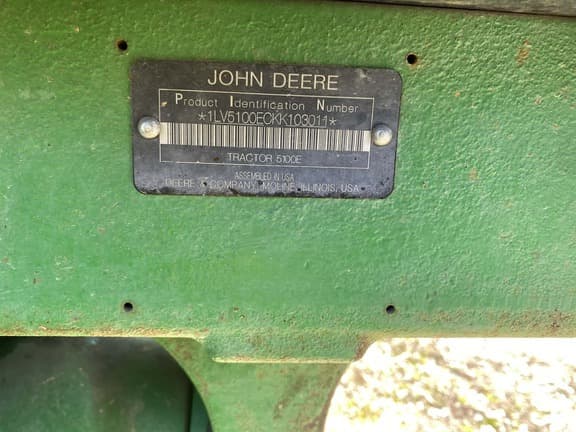 JOHN DEERE
Product Identification Number
*1LV5100ECKK103011*
TRACTOR 5100E
ASSEMBLED IN USA
DEERE & COMPANY MOLINE, ILLINOIS, USA